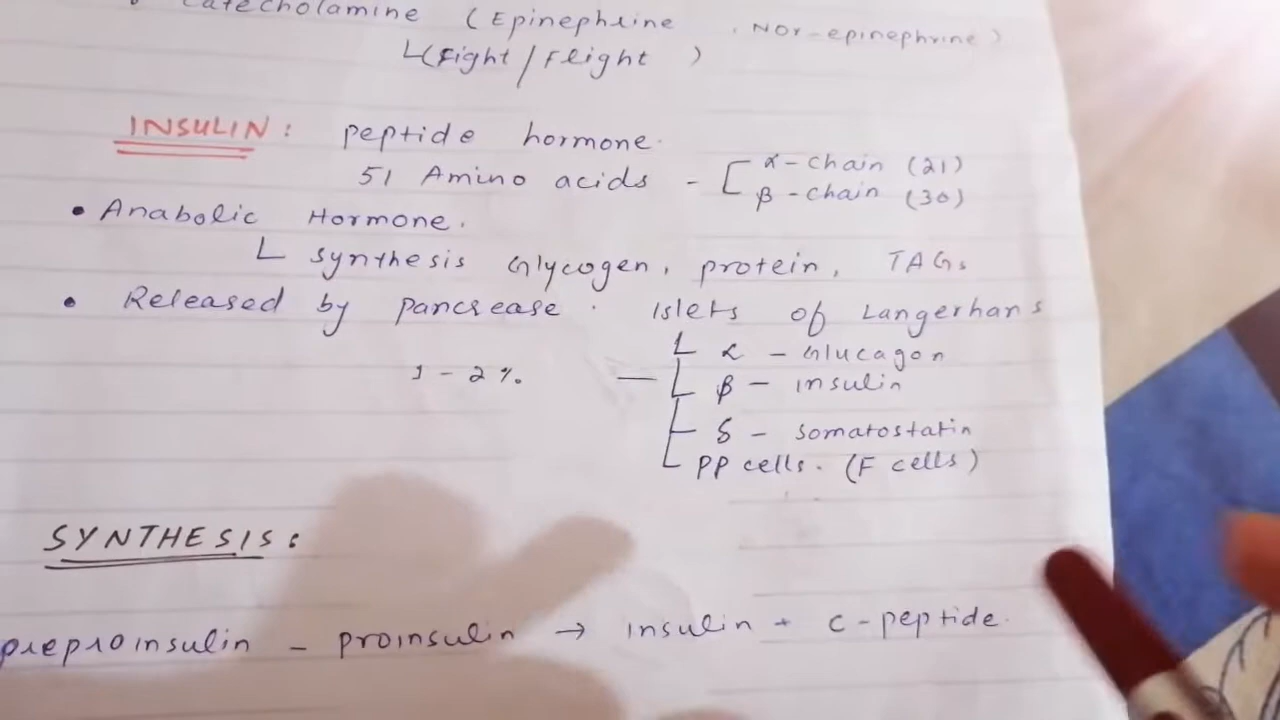 Catecholamine (Epinephrine, Nor-epinephrine)
(Fight/Flight)
INSULIN: peptide hormone.
51 Amino acids - [ α-chain (21)
β-chain (30)
• Anabolic Hormone.
synthesis Glycogen, protein, TAGs
• Released by pancrease. Islets of Langerhans
α - Glucagon
1-2% — β - insulin
δ - somatostatin
PP cells. (F cells)
SYNTHESIS:
preproinsulin - proinsulin → insulin + c-peptide.